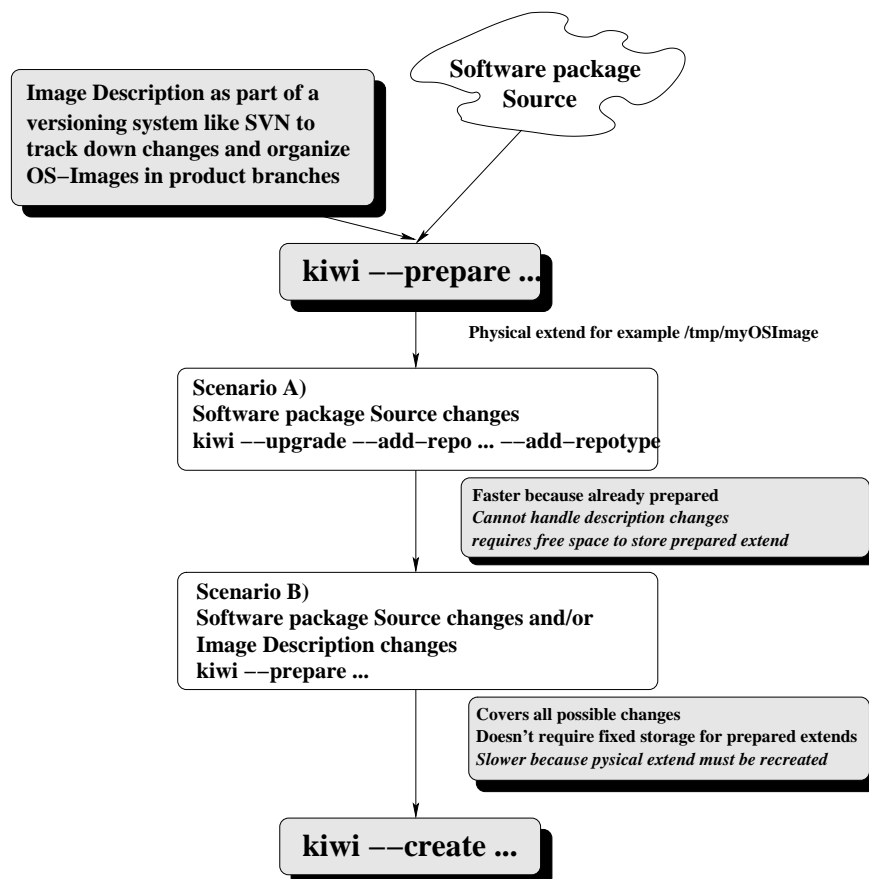 Software package
Source
Image Description as part of a
versioning system like SVN to
track down changes and organize
OS−Images in product branches
kiwi −−prepare ...
Physical extend for example /tmp/myOSImage
Scenario A)
Software package Source changes
kiwi −−upgrade −−add−repo ... −−add−repotype
Faster because already prepared
Cannot handle description changes
requires free space to store prepared extend
Scenario B)
Software package Source changes and/or
Image Description changes
kiwi −−prepare ...
Covers all possible changes
Doesn't require fixed storage for prepared extends
Slower because pysical extend must be recreated
kiwi −−create ...